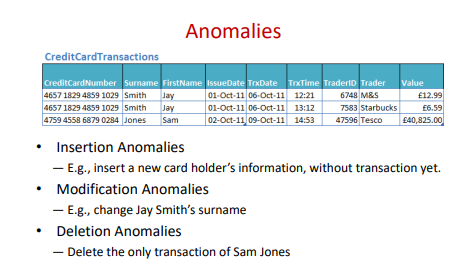 Anomalies
CreditCardTransactions
CreditCardNumber Surname FirstName IssueDate TrxDate TrxTime TraderID Trader Value
4657 1829 4859 1029 Smith Jay 01-Oct-11 06-Oct-11 12:21 6748 M&S £12.99
4657 1829 4859 1029 Smith Jay 01-Oct-11 06-Oct-11 13:12 7583 Starbucks £6.59
4759 4558 6879 0284 Jones Sam 02-Oct-11 09-Oct-11 14:53 47596 Tesco £40,825.00
• Insertion Anomalies
— E.g., insert a new card holder's information, without transaction yet.
• Modification Anomalies
— E.g., change Jay Smith's surname
• Deletion Anomalies
— Delete the only transaction of Sam Jones